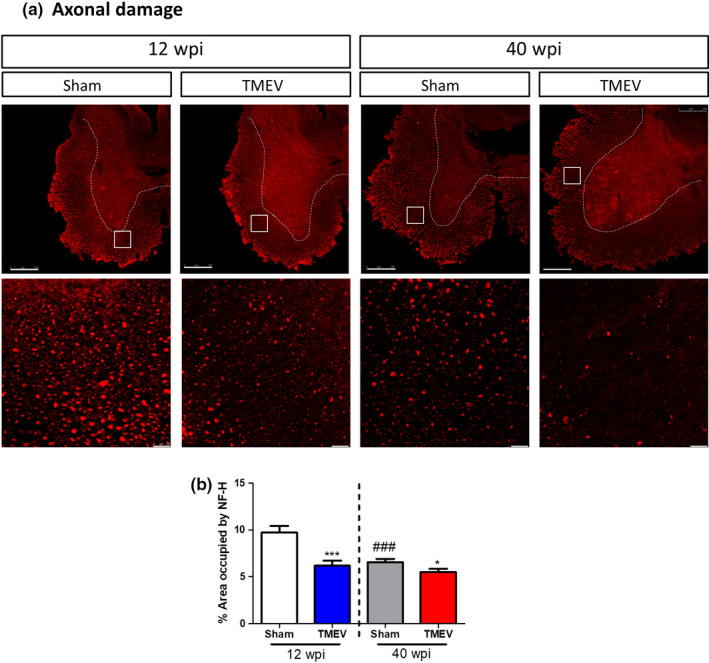 (a) Axonal damage
12 wpi
40 wpi
Sham
TMEV
Sham
TMEV
(b)
% Area occupied by NF-H
15
10
5
0
***
###
*
Sham
TMEV
Sham
TMEV
12 wpi
40 wpi